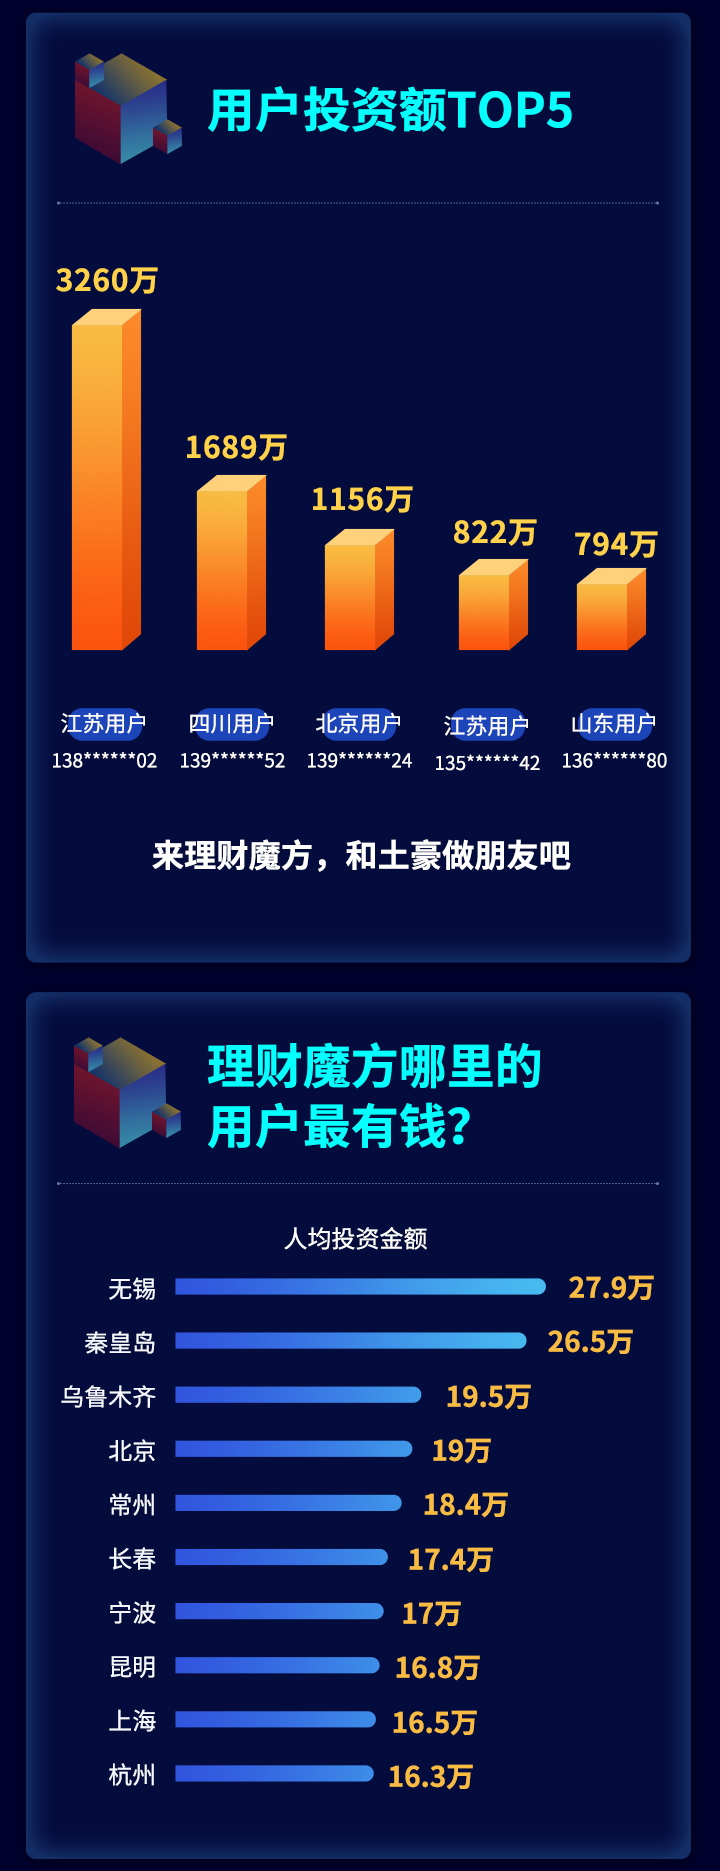 用户投资额TOP5
3260万
1689万
1156万
822万
794万
江苏用户
四川用户
北京用户
江苏用户
山东用户
138******02
139******52
139******24
135******42
136******80
来理财魔方，和土豪做朋友吧
理财魔方哪里的
用户最有钱？
人均投资金额
无锡 27.9万
秦皇岛 26.5万
乌鲁木齐 19.5万
北京 19万
常州 18.4万
长春 17.4万
宁波 17万
昆明 16.8万
上海 16.5万
杭州 16.3万